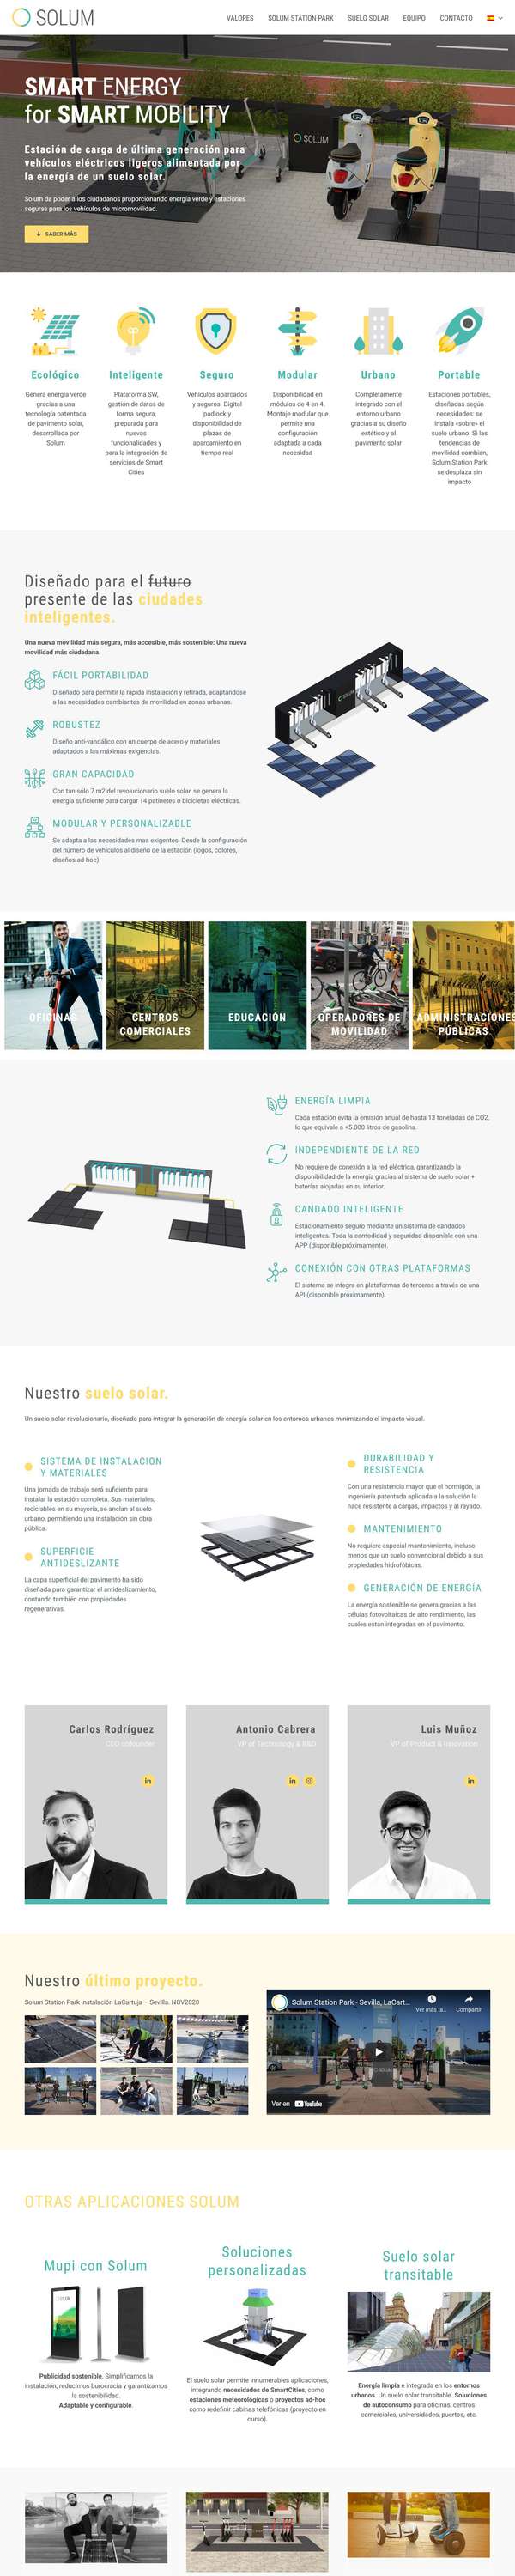 SOLUM
VALORES SOLUM STATION PARK SUELO SOLAR EQUIPO CONTACTO
SMART ENERGY
for SMART MOBILITY
SOLUM
Estación de carga de última generación para
vehículos eléctricos ligeros alimentada por
la energía de un suelo solar.
Solum da poder a los ciudadanos proporcionando energía verde y estaciones
seguras para los vehículos de micromovilidad.
SABER MÁS
Ecológico
Genera energía verde
gracias a una
tecnología patentada
de pavimento solar,
desarrollada por
Solum
Inteligente
Plataforma SW,
gestión de datos de
forma segura,
preparada para
nuevas
funcionalidades y
para la integración de
servicios de Smart
Cities
Seguro
Vehículos aparcados
y seguros. Digital
padlock y
disponibilidad de
plazas de
aparcamiento en
tiempo real
Modular
Disponibilidad en
módulos de 4 en 4.
Montaje modular que
permite una
configuración
adaptada a cada
necesidad
Urbano
Completamente
integrado con el
entorno urbano
gracias a su diseño
estético y al
pavimento solar
Portable
Estaciones portables,
diseñadas según
necesidades: se
instala «sobre» el
suelo urbano. Si las
tendencias de
movilidad cambian,
Solum Station Park
se desplaza sin
impacto
Diseñado para el futuro
presente de las ciudades
inteligentes.
Una nueva movilidad más segura, más accesible, más sostenible: Una nueva
movilidad más ciudadana.
FÁCIL PORTABILIDAD
Diseñado para permitir la rápida instalación y retirada, adaptándose
a las necesidades cambiantes de movilidad en zonas urbanas.
ROBUSTEZ
Diseño anti-vandálico con un cuerpo de acero y materiales
adaptados a las máximas exigencias.
GRAN CAPACIDAD
Con tan sólo 7 m2 del revolucionario suelo solar, se genera la
energía suficiente para cargar 14 patinetes o bicicletas eléctricas.
MODULAR Y PERSONALIZABLE
Se adapta a las necesidades mas exigentes. Desde la configuración
del número de vehículos al diseño de la estación (logos, colores,
diseños ad-hoc).
OFICINAS
CENTROS
COMERCIALES
EDUCACIÓN
OPERADORES DE
MOVILIDAD
ADMINISTRACIONES
PÚBLICAS
ENERGÍA LIMPIA
Cada estación evita la emisión anual de hasta 13 toneladas de CO2,
lo que equivale a +5.000 litros de gasolina.
INDEPENDIENTE DE LA RED
No requiere de conexión a la red eléctrica, garantizando la
disponibilidad de la energía gracias al sistema de suelo solar +
baterías alojadas en su interior.
CANDADO INTELIGENTE
Estacionamiento seguro mediante un sistema de candados
inteligentes. Toda la comodidad y seguridad disponible con una
APP (disponible próximamente).
CONEXIÓN CON OTRAS PLATAFORMAS
El sistema se integra en plataformas de terceros a través de una
API (disponible próximamente).
Nuestro suelo solar.
Un suelo solar revolucionario, diseñado para integrar la generación de energía solar en los entornos urbanos minimizando el impacto visual.
SISTEMA DE INSTALACION
Y MATERIALES
Una jornada de trabajo será suficiente para
instalar la estación completa. Sus materiales,
reciclables en su mayoría, se anclan al suelo
urbano, permitiendo una instalación sin obra
pública.
SUPERFICIE
ANTIDESLIZANTE
La capa superficial del pavimento ha sido
diseñada para garantizar el antideslizamiento,
contando también con propiedades
regenerativas.
DURABILIDAD Y
RESISTENCIA
Con una resistencia mayor que el hormigón, la
ingeniería patentada aplicada a la solución la
hace resistente a cargas, impactos y al rayado.
MANTENIMIENTO
No requiere especial mantenimiento, incluso
menos que un suelo convencional debido a sus
propiedades hidrofóbicas.
GENERACIÓN DE ENERGÍA
La energía sostenible se genera gracias a las
células fotovoltaicas de alto rendimiento, las
cuales están integradas en el pavimento.
Carlos Rodríguez
CEO cofounder
in
Antonio Cabrera
VP of Technology & R&D
in
Luis Muñoz
VP of Product & Innovation
in
Nuestro último proyecto.
Solum Station Park instalación LaCartuja – Sevilla. NOV2020
Solum Station Park - Sevilla, LaCart...
Ver más ta... Compartir
Ver en YouTube
OTRAS APLICACIONES SOLUM
Mupi con Solum
Publicidad sostenible. Simplificamos la
instalación, reducimos burocracia y garantizamos
la sostenibilidad.
Adaptable y configurable.
Soluciones
personalizadas
El suelo solar permite innumerables aplicaciones,
integrando necesidades de SmartCities, como
estaciones meteorológicas o proyectos ad-hoc
como redefinir cabinas telefónicas (proyecto en
curso).
Suelo solar
transitable
Energía limpia e integrada en los entornos
urbanos. Un suelo solar transitable. Soluciones
de autoconsumo para oficinas, centros
comerciales, universidades, puertos, etc.